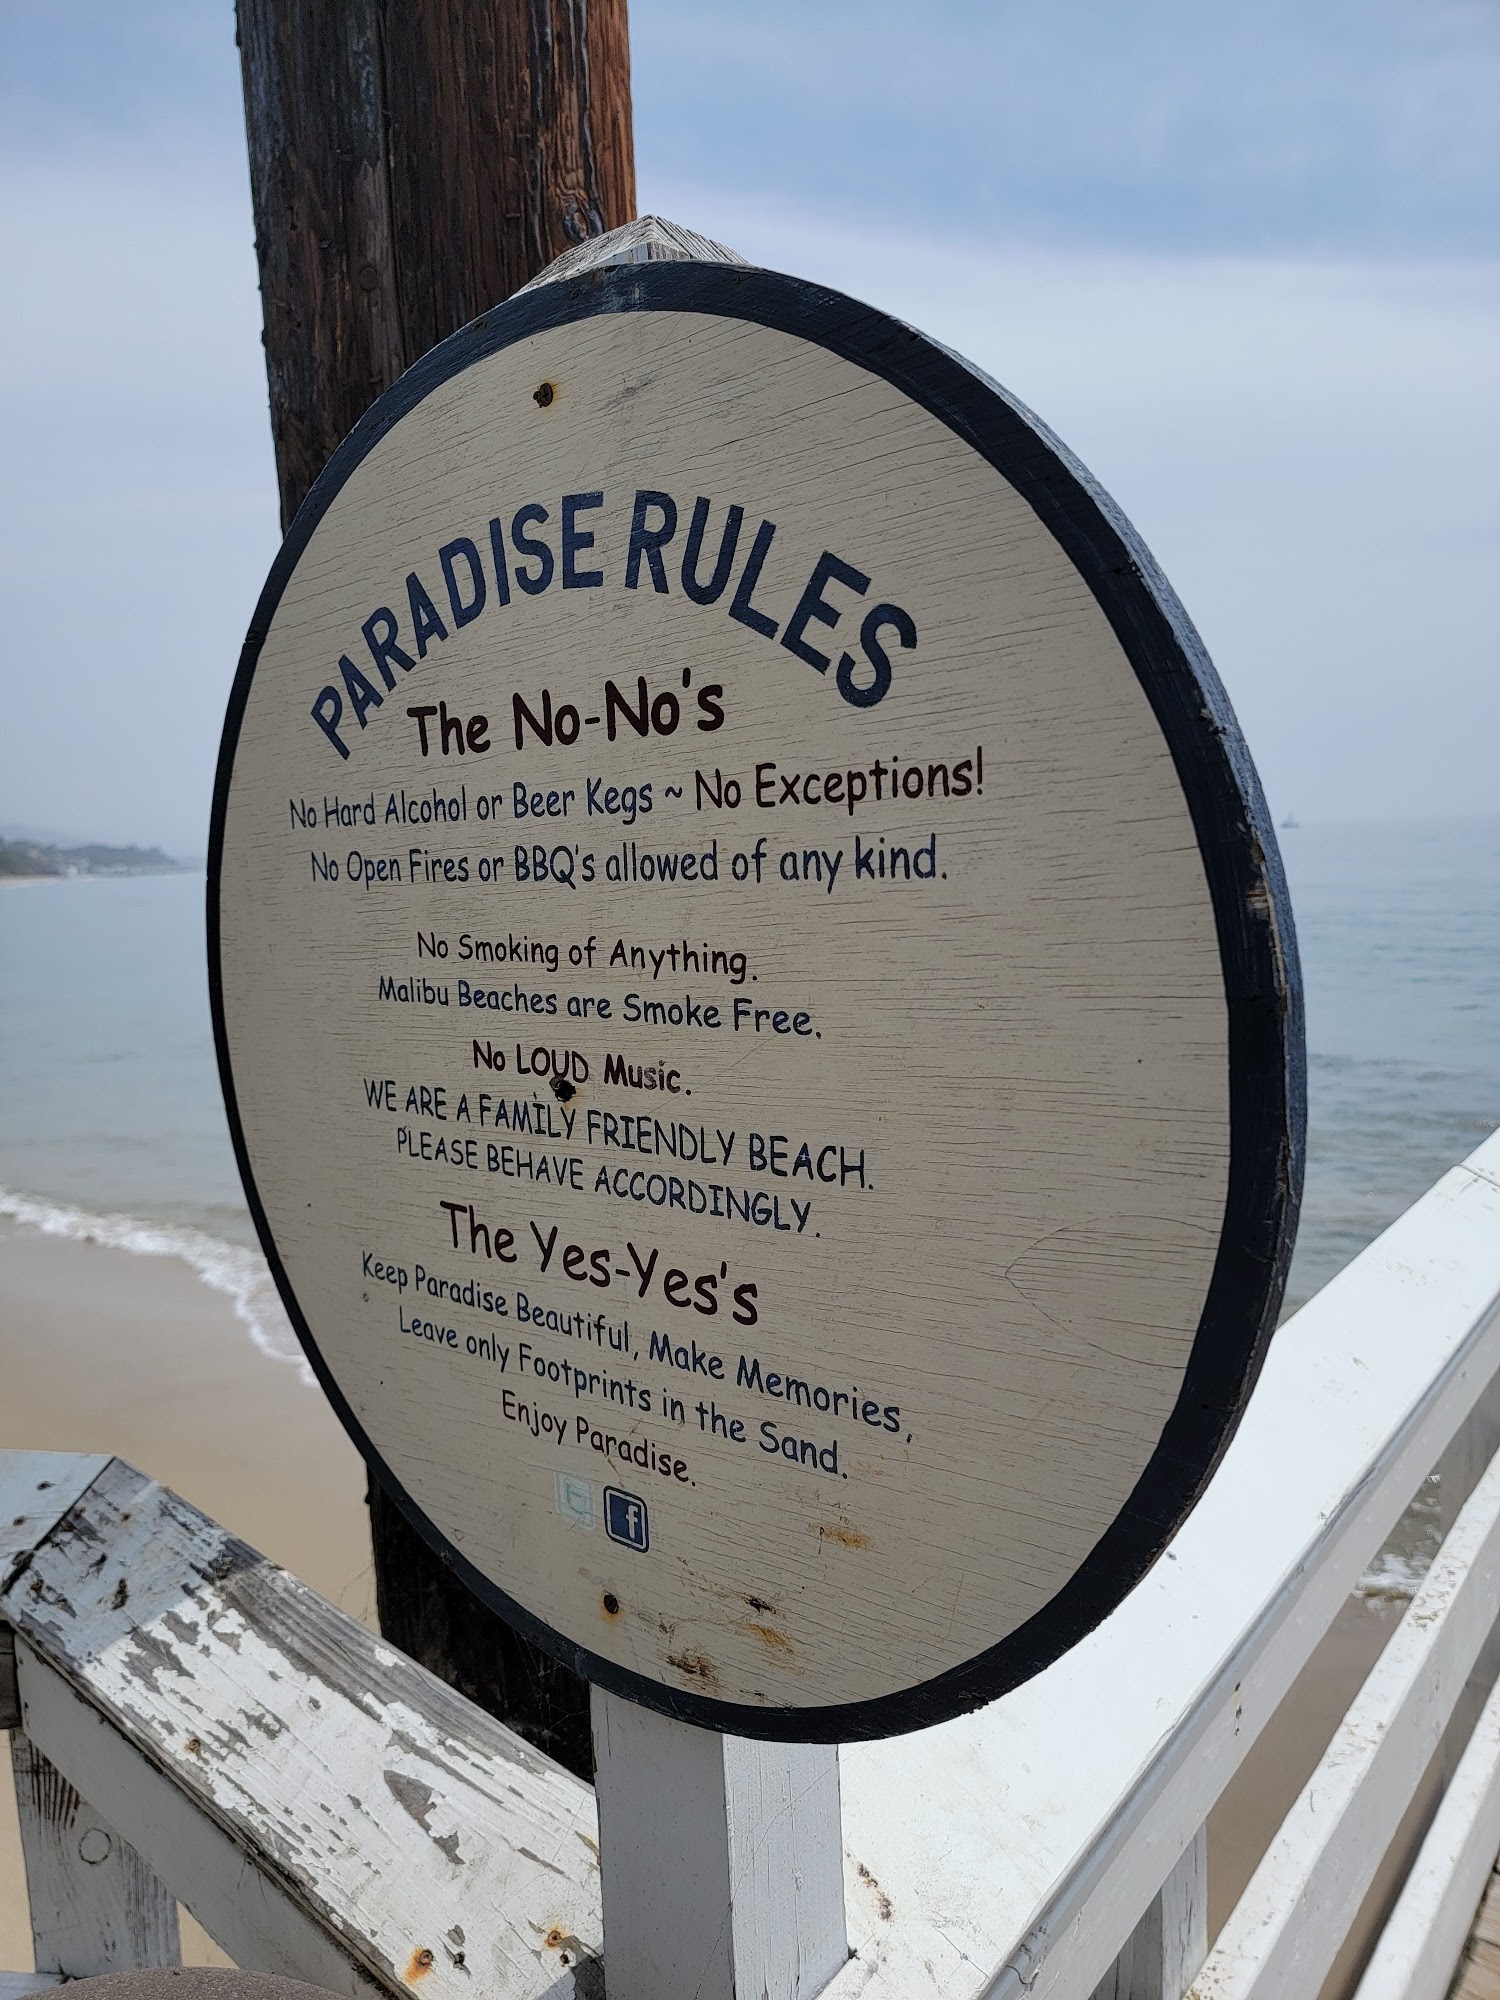 PARADISE RULES
The No-No's
No Hard Alcohol or Beer Kegs ~ No Exceptions!
No Open Fires or BBQ's allowed of any kind.
No Smoking of Anything.
Malibu Beaches are Smoke Free.
No LOUD Music.
WE ARE A FAMILY FRIENDLY BEACH.
PLEASE BEHAVE ACCORDINGLY.
The Yes-Yes's
Keep Paradise Beautiful, Make Memories,
Leave only Footprints in the Sand.
Enjoy Paradise.
f